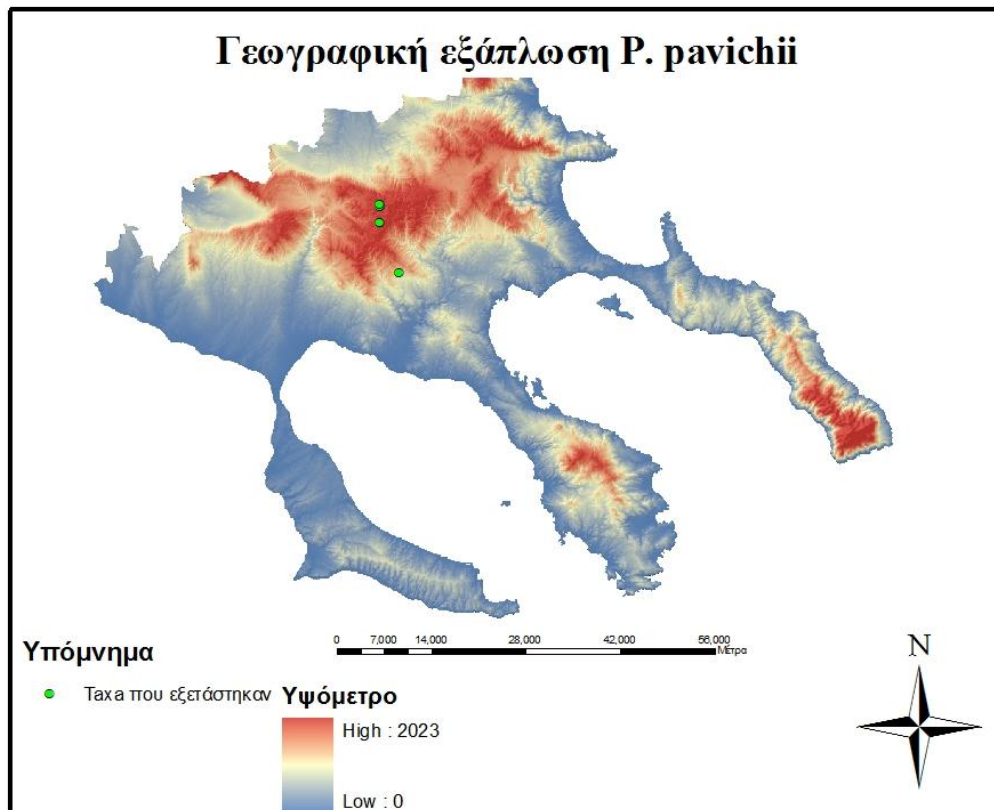 Γεωγραφική εξάπλωση P. pavichii
0 7,000 14,000 28,000 42,000 56,000
Μέτρα
Υπόμνημα
Taxa που εξετάστηκαν
Υψόμετρο
High : 2023
Low : 0
N